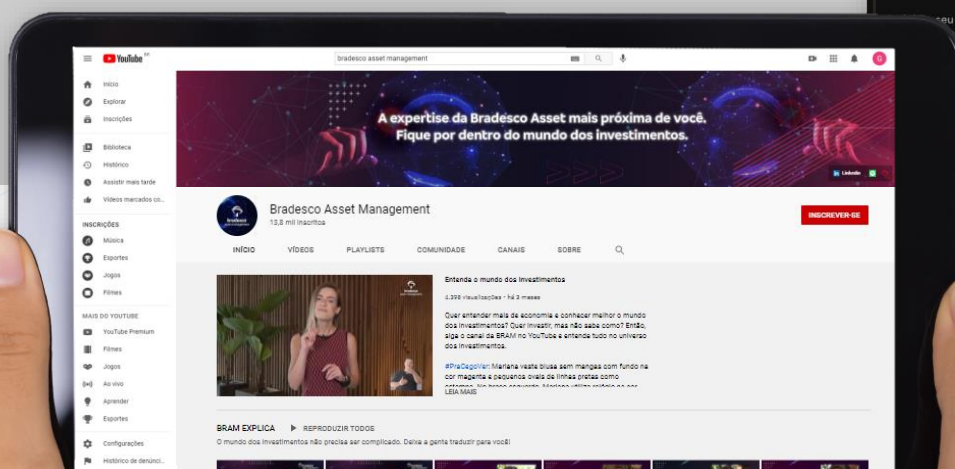 seu
YouTube BR
bradesco asset management
G
Início
Explorar
Inscrições
Biblioteca
Histórico
Assistir mais tarde
Vídeos marcados co...
INSCRIÇÕES
Música
Esportes
Jogos
Filmes
MAIS DO YOUTUBE
YouTube Premium
Filmes
Jogos
Ao vivo
Aprender
Esportes
Configurações
Histórico de denúnci...
A expertise da Bradesco Asset mais próxima de você.
Fique por dentro do mundo dos investimentos.
Linkedin
bradesco
Bradesco Asset Management
13,8 mil inscritos
INSCREVER-SE
INÍCIO VÍDEOS PLAYLISTS COMUNIDADE CANAIS SOBRE
bradesco
Entenda o mundo dos investimentos
4.398 visualizações • há 3 meses
Quer entender mais de economia e conhecer melhor o mundo
dos investimentos? Quer investir, mas não sabe como? Então,
siga o canal da BRAM no YouTube e entenda tudo no universo
dos investimentos.
#PraCegoVer: Mariana veste blusa sem mangas com fundo na
cor magenta e pequenos ovais de linhas pretas como
LEIA MAIS
BRAM EXPLICA REPRODUZIR TODOS
O mundo dos investimentos não precisa ser complicado. Deixa a gente traduzir para você!